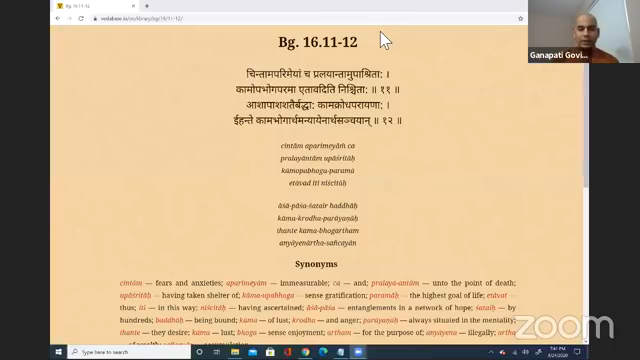 Bg. 16.11-12
vedabase.io/en/library/bg/16/11-12/
Ganapati Govi...
Bg. 16.11-12
चिन्तामपरिमेयां च प्रलयान्तामुपाश्रिता: ।
कामोपभोगपरमा एतावदिति निश्चिता: ॥ ११ ॥
आशापाशशतैर्बद्धा: कामक्रोधपरायणा: ।
ईहन्ते कामभोगार्थमन्यायेनार्थसञ्चयान् ॥ १२ ॥
cintām aparimeyāṁ ca
pralayāntām upāśritāḥ
kāmopabhoga-paramā
etāvad iti niścitāḥ
āśā-pāśa-śatair baddhāḥ
kāma-krodha-parāyaṇāḥ
īhante kāma-bhogārtham
anyāyenārtha-sañcayān
Synonyms
cintām — fears and anxieties; aparimeyām — immeasurable; ca — and; pralaya-antām — unto the point of death;
upāśritāḥ — having taken shelter of; kāma-upabhoga — sense gratification; paramāḥ — the highest goal of life; etāvat —
thus; iti — in this way; niścitāḥ — having ascertained; āśā-pāśa — entanglements in a network of hope; śataiḥ — by
hundreds; baddhāḥ — being bound; kāma — of lust; krodha — and anger; parāyaṇāḥ — always situated in the mentality;
īhante — they desire; kāma — lust; bhoga — sense enjoyment; artham — for the purpose of; anyāyena — illegally; artha
zoom
Type here to search
7:41 PM
8/21/2020